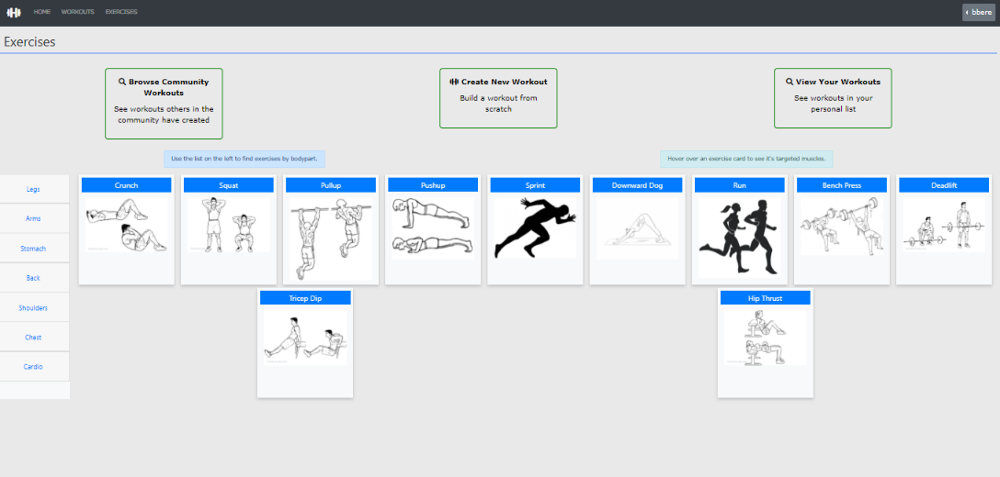 HOME WORKOUTS EXERCISES
bbere
Exercises
Browse Community
Workouts
See workouts others in the
community have created
Create New Workout
Build a workout from
scratch
View Your Workouts
See workouts in your
personal list
Use the list on the left to find exercises by bodypart.
Hover over an exercise card to see it's targeted muscles.
Legs
Arms
Stomach
Back
Shoulders
Chest
Cardio
Crunch
Squat
Pullup
Pushup
Sprint
Downward Dog
Run
Bench Press
Deadlift
Tricep Dip
Hip Thrust